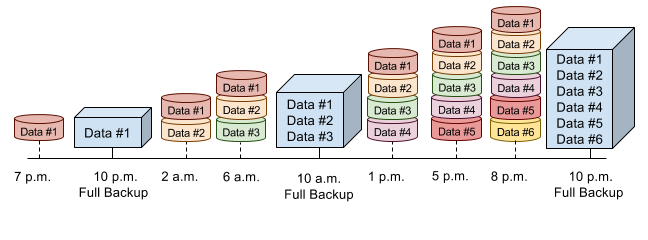 Data #1
Data #1
Data #1
Data #2
Data #1
Data #2
Data #3
Data #1
Data #2
Data #3
Data #1
Data #2
Data #3
Data #4
Data #1
Data #2
Data #3
Data #4
Data #5
Data #1
Data #2
Data #3
Data #4
Data #5
Data #6
Data #1
Data #2
Data #3
Data #4
Data #5
Data #6
7 p.m.
10 p.m.
Full Backup
2 a.m.
6 a.m.
10 a.m.
Full Backup
1 p.m.
5 p.m.
8 p.m.
10 p.m.
Full Backup